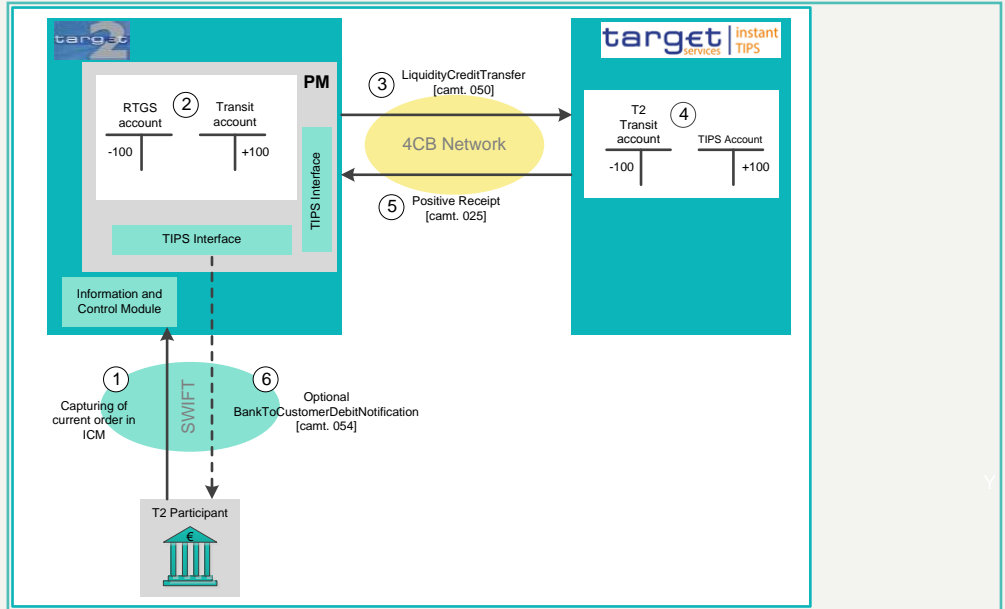 target
2
target
services
instant
TIPS
PM
RTGS
account
2
Transit
account
-100
+100
TIPS Interface
TIPS Interface
Information and
Control Module
3
LiquidityCreditTransfer
[camt. 050]
4CB Network
5
Positive Receipt
[camt. 025]
T2
Transit
account
4
TIPS Account
-100
+100
1
Capturing of
current order in
ICM
SWIFT
6
Optional
BankToCustomerDebitNotification
[camt. 054]
T2 Participant
€
Y